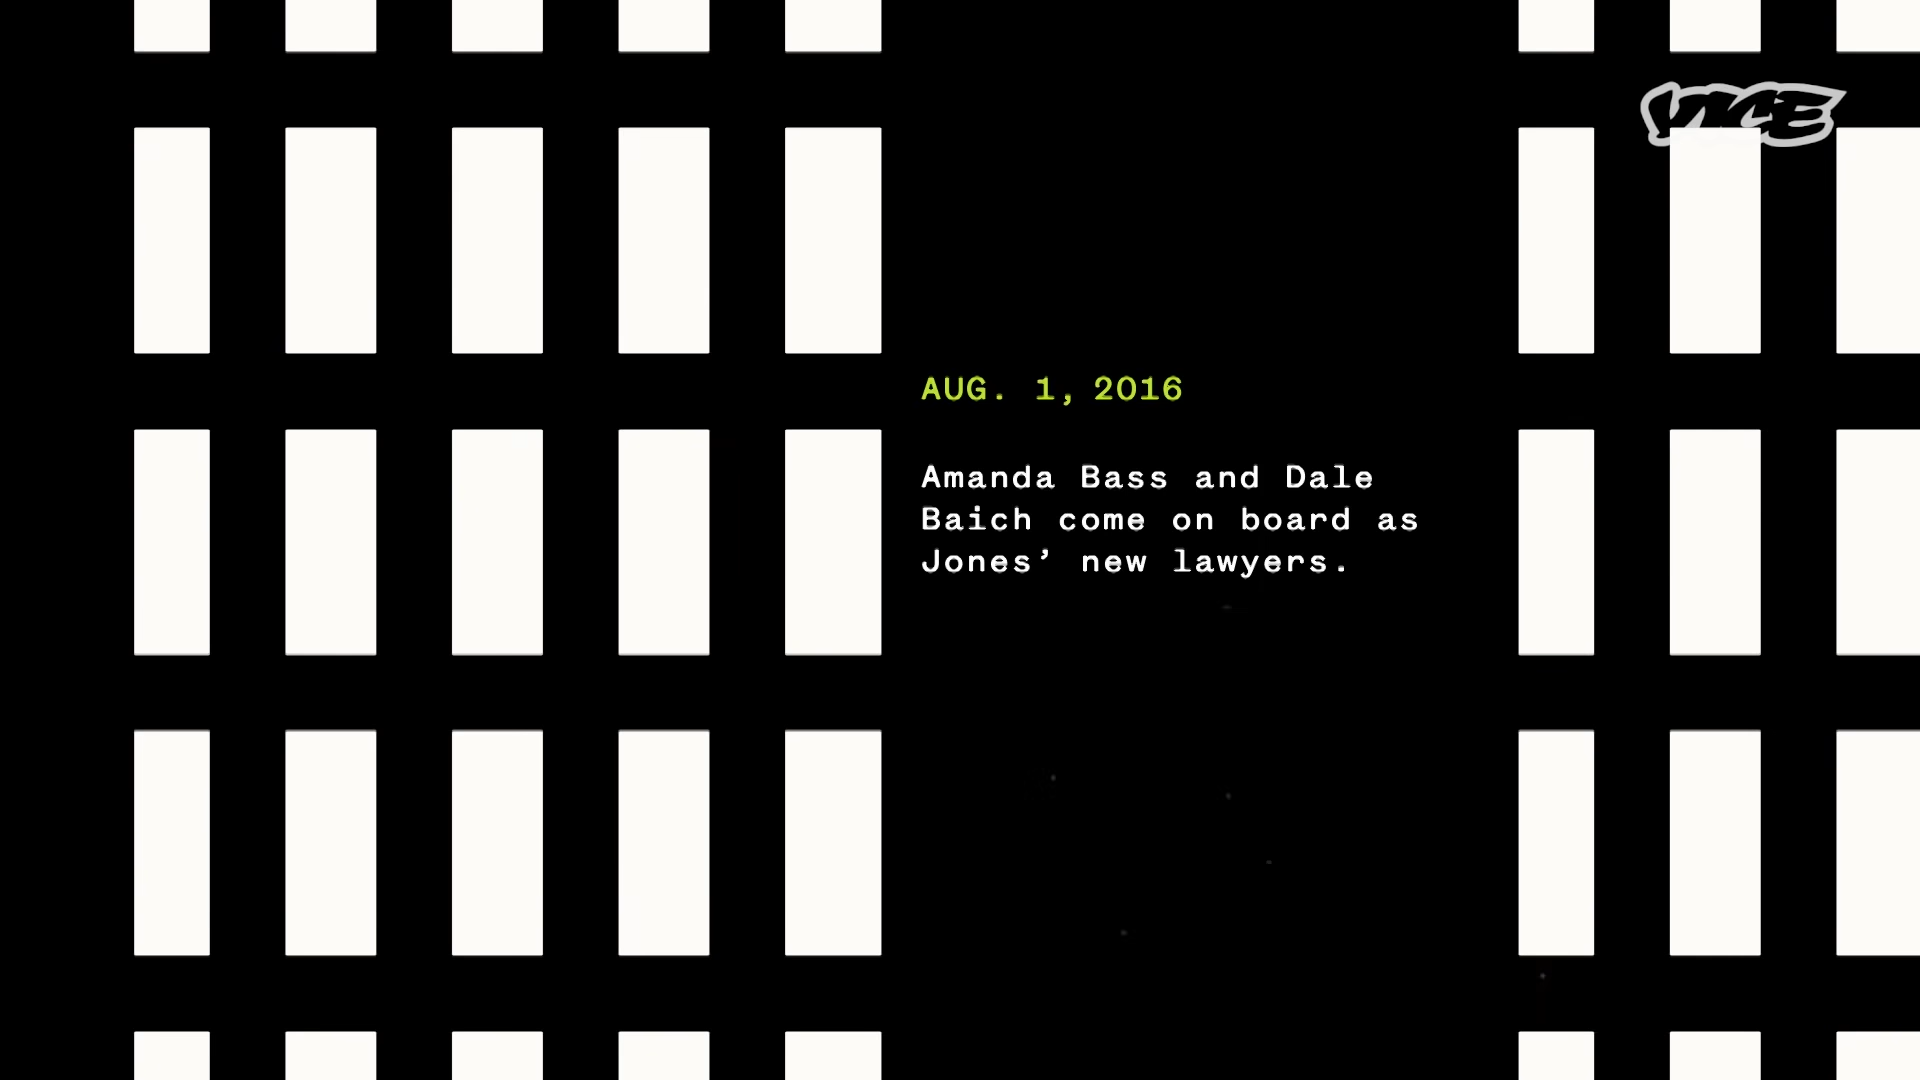 VICE
AUG. 1, 2016
Amanda Bass and Dale
Baich come on board as
Jones’ new lawyers.